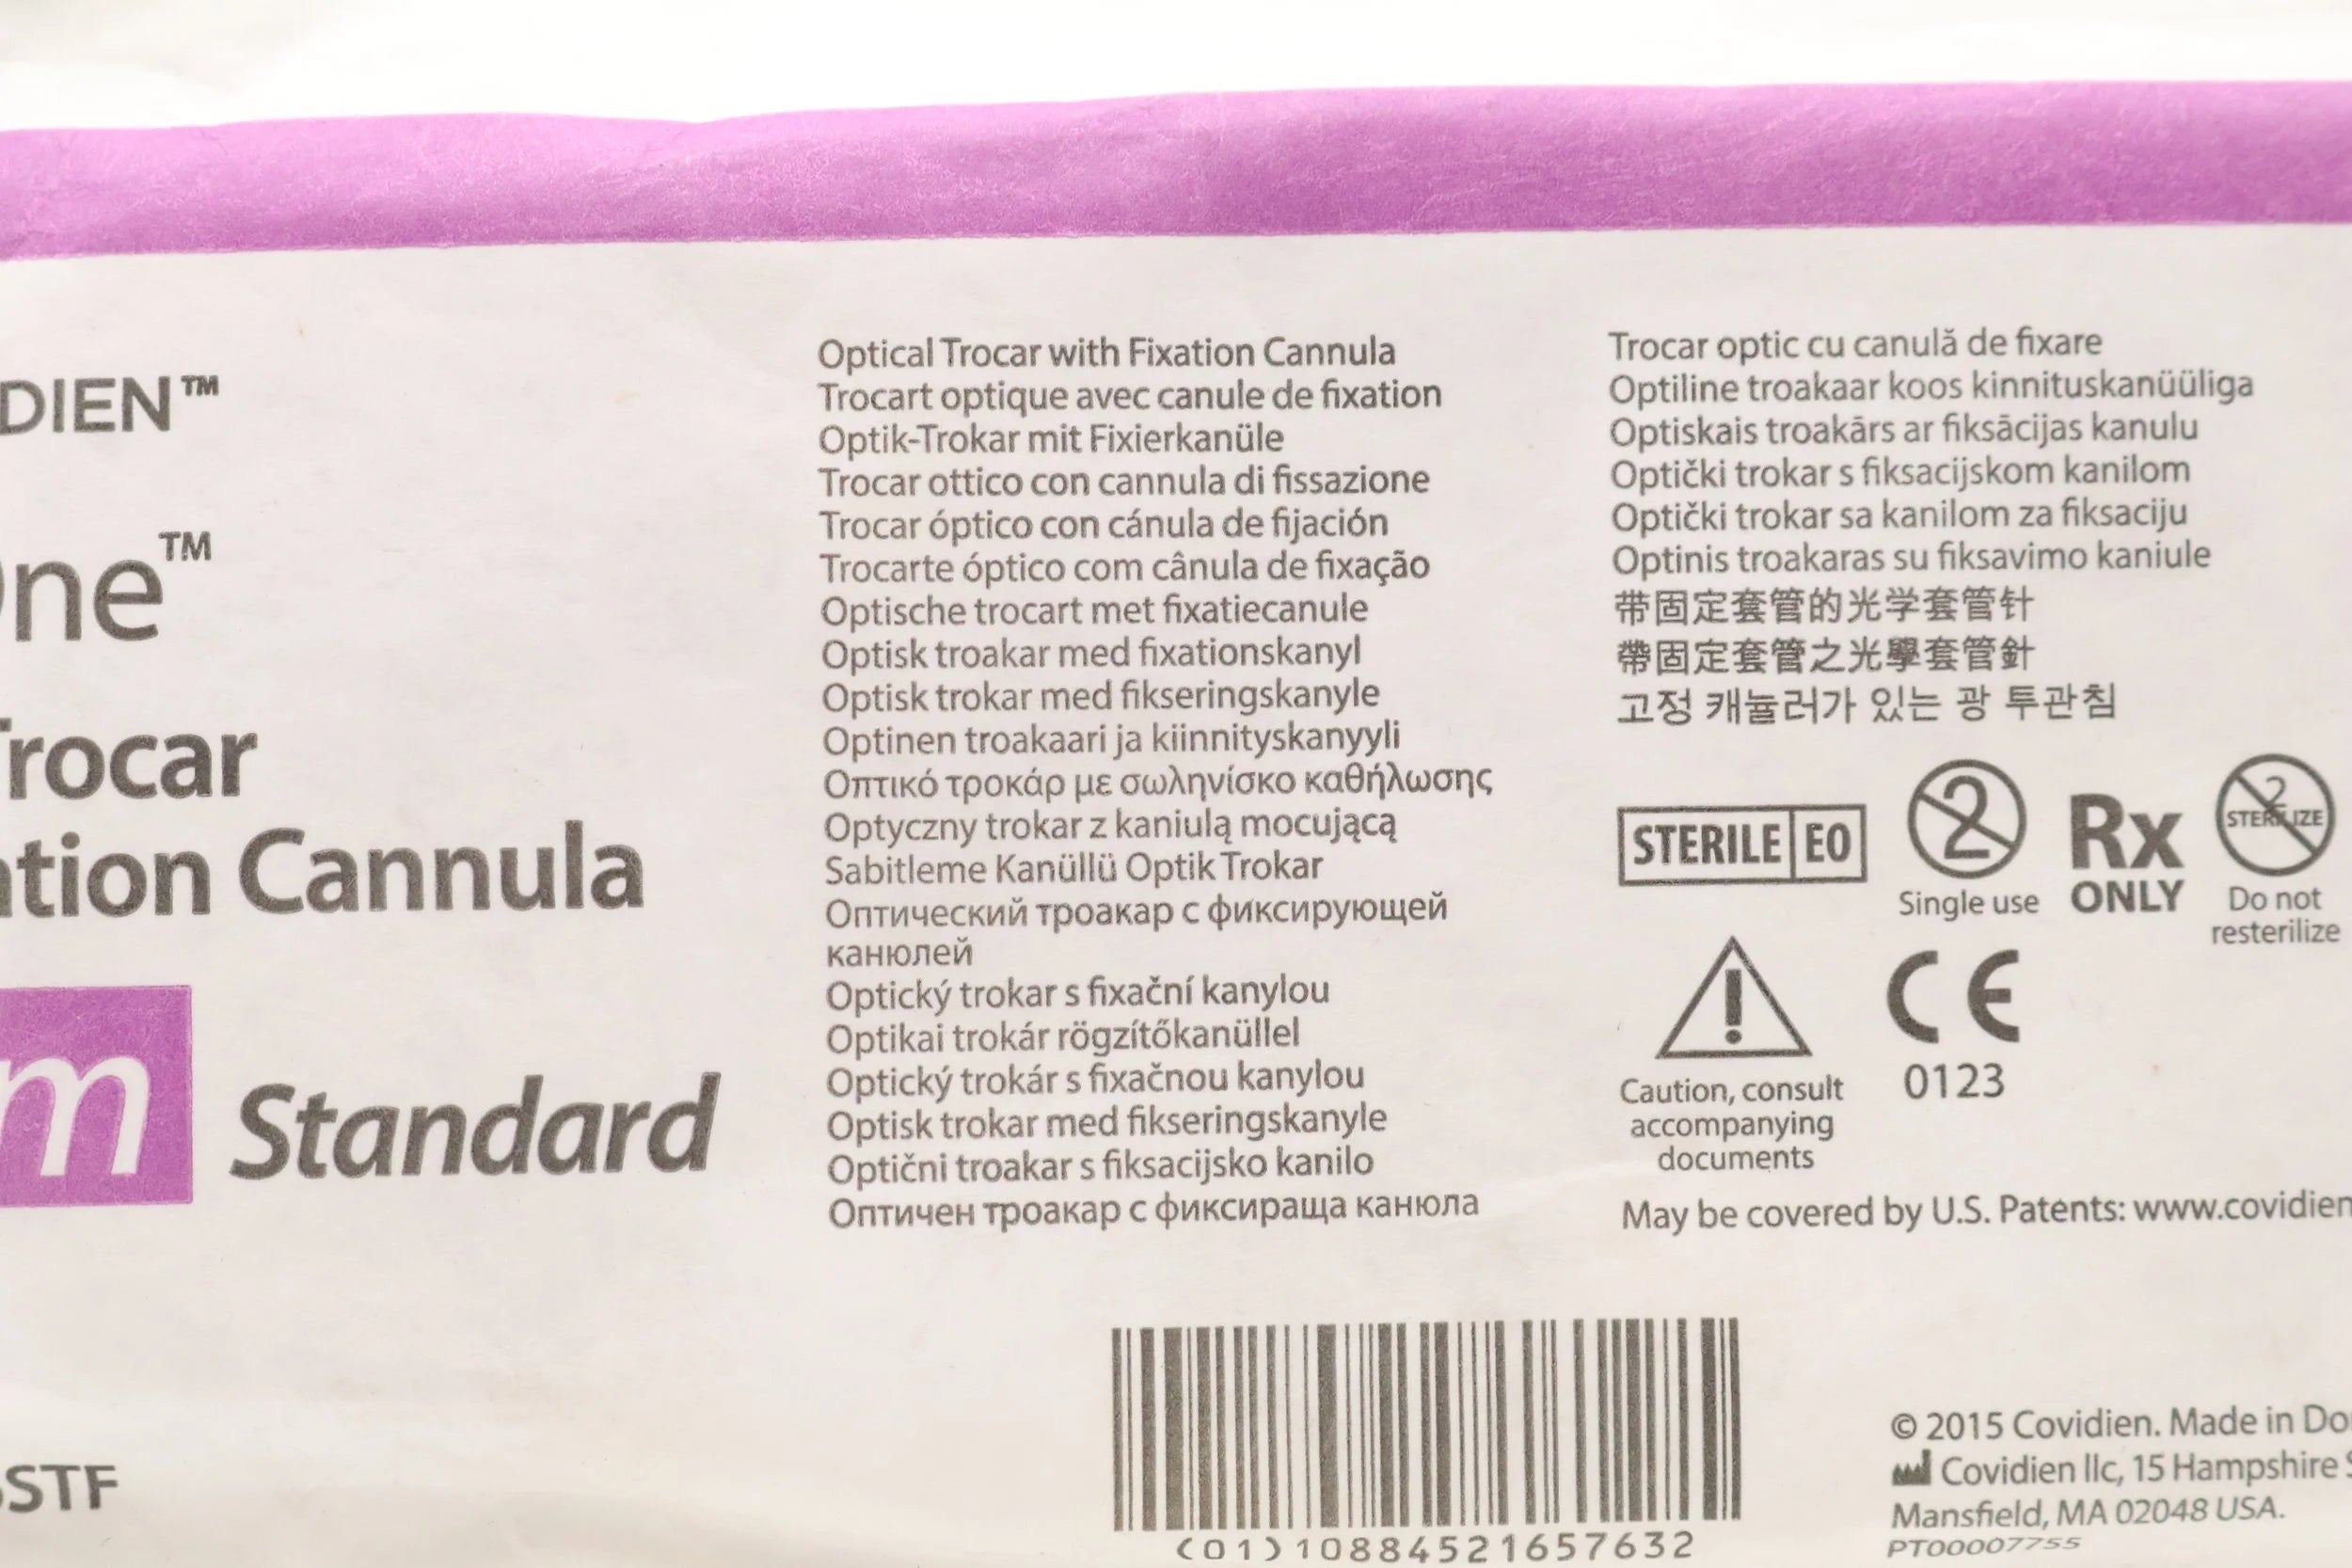 DIEN™
ne™
Trocar
ation Cannula
m Standard
STF
Optical Trocar with Fixation Cannula
Trocart optique avec canule de fixation
Optik-Trokar mit Fixierkanüle
Trocar ottico con cannula di fissazione
Trocar óptico con cánula de fijación
Trocarte óptico com cânula de fixação
Optische trocart met fixatiecanule
Optisk troakar med fixationskanyl
Optisk trokar med fikseringskanyle
Optinen troakaari ja kiinnityskanyyli
Οπτικό τροκάρ με σωληνίσκο καθήλωσης
Optyczny trokar z kaniulą mocującą
Sabitleme Kanüllü Optik Trokar
Оптический троакар с фиксирующей
канюлей
Optický trokar s fixační kanylou
Optikai trokár rögzítőkanüllel
Optický trokár s fixačnou kanylou
Optisk trokar med fikseringskanyle
Optični troakar s fiksacijsko kanilo
Оптичен троакар с фиксираща канюла
Trocar optic cu canulă de fixare
Optiline troakaar koos kinnituskanüüliga
Optiskais troakārs ar fiksācijas kanulu
Optički trokar s fiksacijskom kanilom
Optički trokar sa kanilom za fiksaciju
Optinis troakaras su fiksavimo kaniule
带固定套管的光学套管针
帶固定套管之光學套管針
고정 캐뉼러가 있는 광 투관침
STERILE EO
2
Single use
Rx
ONLY
2
STERILIZE
Do not
resterilize
Caution, consult
accompanying
documents
CE
0123
May be covered by U.S. Patents: www.covidien
(01)10884521657632
© 2015 Covidien. Made in Do
Covidien llc, 15 Hampshire S
Mansfield, MA 02048 USA.
PT00007755